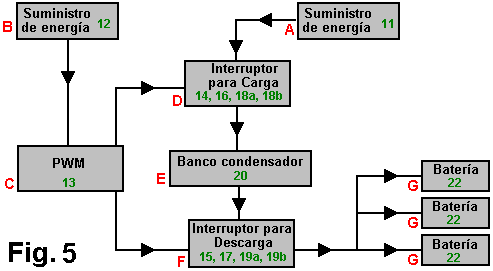 B
Suministro
de energía 12
A
Suministro
de energía 11
D
Interruptor
para Carga
14, 16, 18a, 18b
C
PWM
13
E
Banco condensador
20
F
Interruptor para
Descarga
15, 17, 19a, 19b
G
Batería
22
G
Batería
22
G
Batería
22
Fig. 5